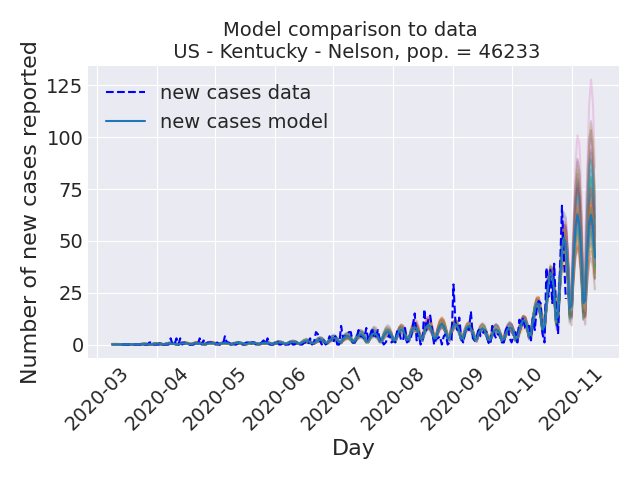 Model comparison to data
US - Kentucky - Nelson, pop. = 46233
Number of new cases reported
125
100
75
50
25
0
new cases data
new cases model
2020-03
2020-04
2020-05
2020-06
2020-07
2020-08
2020-09
2020-10
2020-11
Day